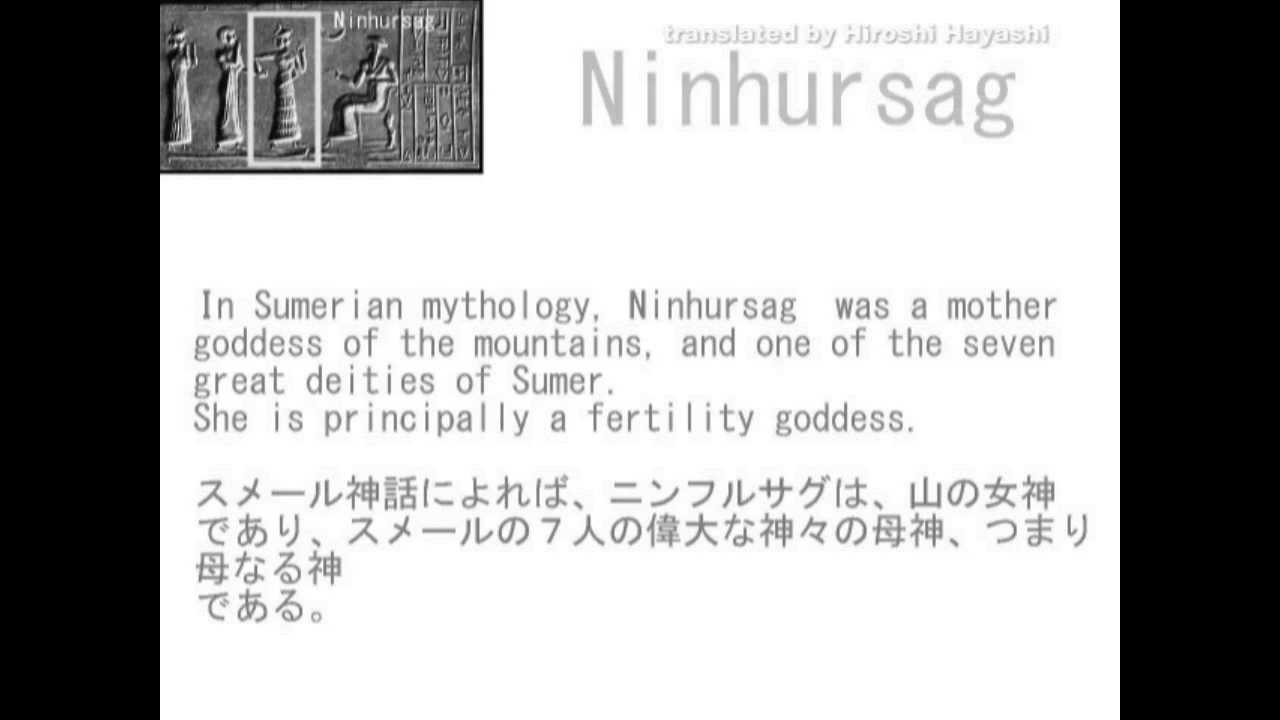 Ninhursag
translated by Hiroshi Hayashi
Ninhursag
In Sumerian mythology, Ninhursag was a mother
goddess of the mountains, and one of the seven
great deities of Sumer.
She is principally a fertility goddess.
スメール神話によれば、ニンフルサグは、山の女神
であり、スメールの７人の偉大な神々の母神、つまり
母なる神
である。